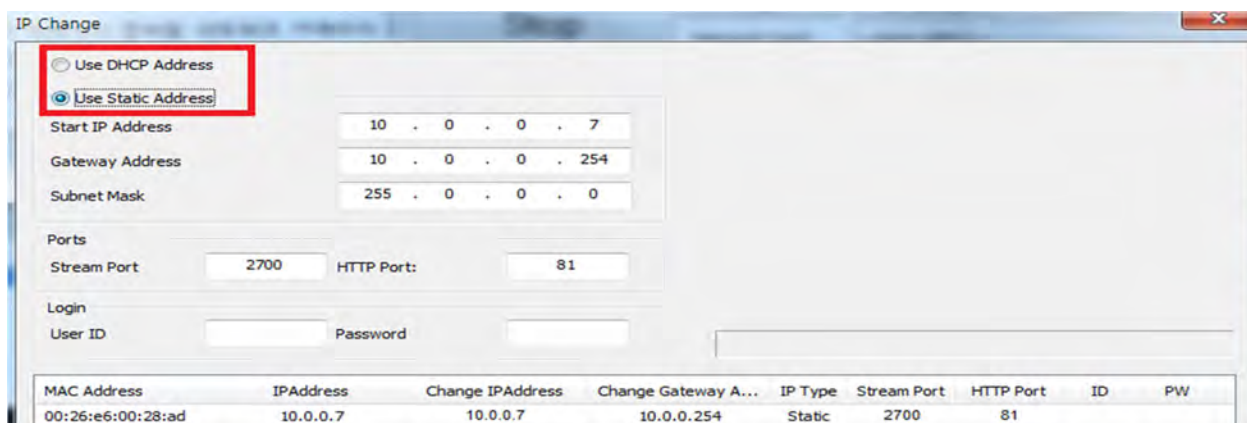 IP Change
Use DHCP Address
Use Static Address
Start IP Address 10 . 0 . 0 . 7
Gateway Address 10 . 0 . 0 . 254
Subnet Mask 255 . 0 . 0 . 0
Ports
Stream Port 2700 HTTP Port: 81
Login
User ID Password
MAC Address IPAddress Change IPAddress Change Gateway A... IP Type Stream Port HTTP Port ID PW
00:26:e6:00:28:ad 10.0.0.7 10.0.0.7 10.0.0.254 Static 2700 81